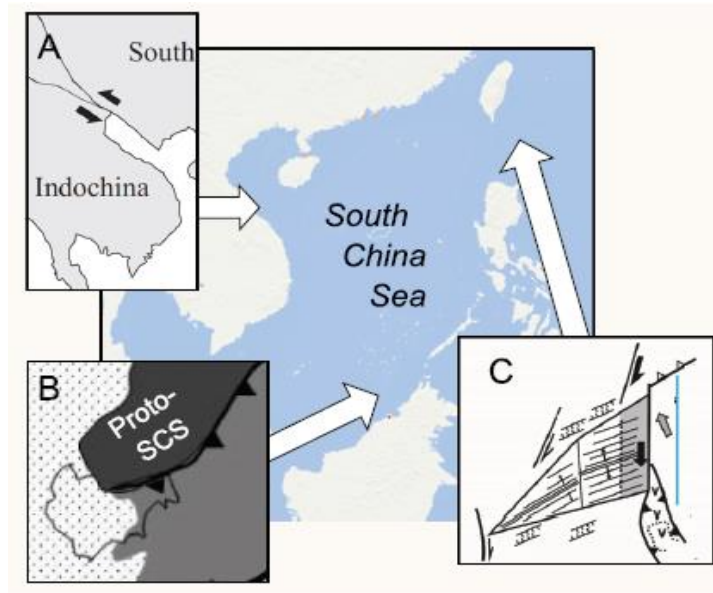 A
South
Indochina
South
China
Sea
B
Proto-
SCS
C
v
v
v
v